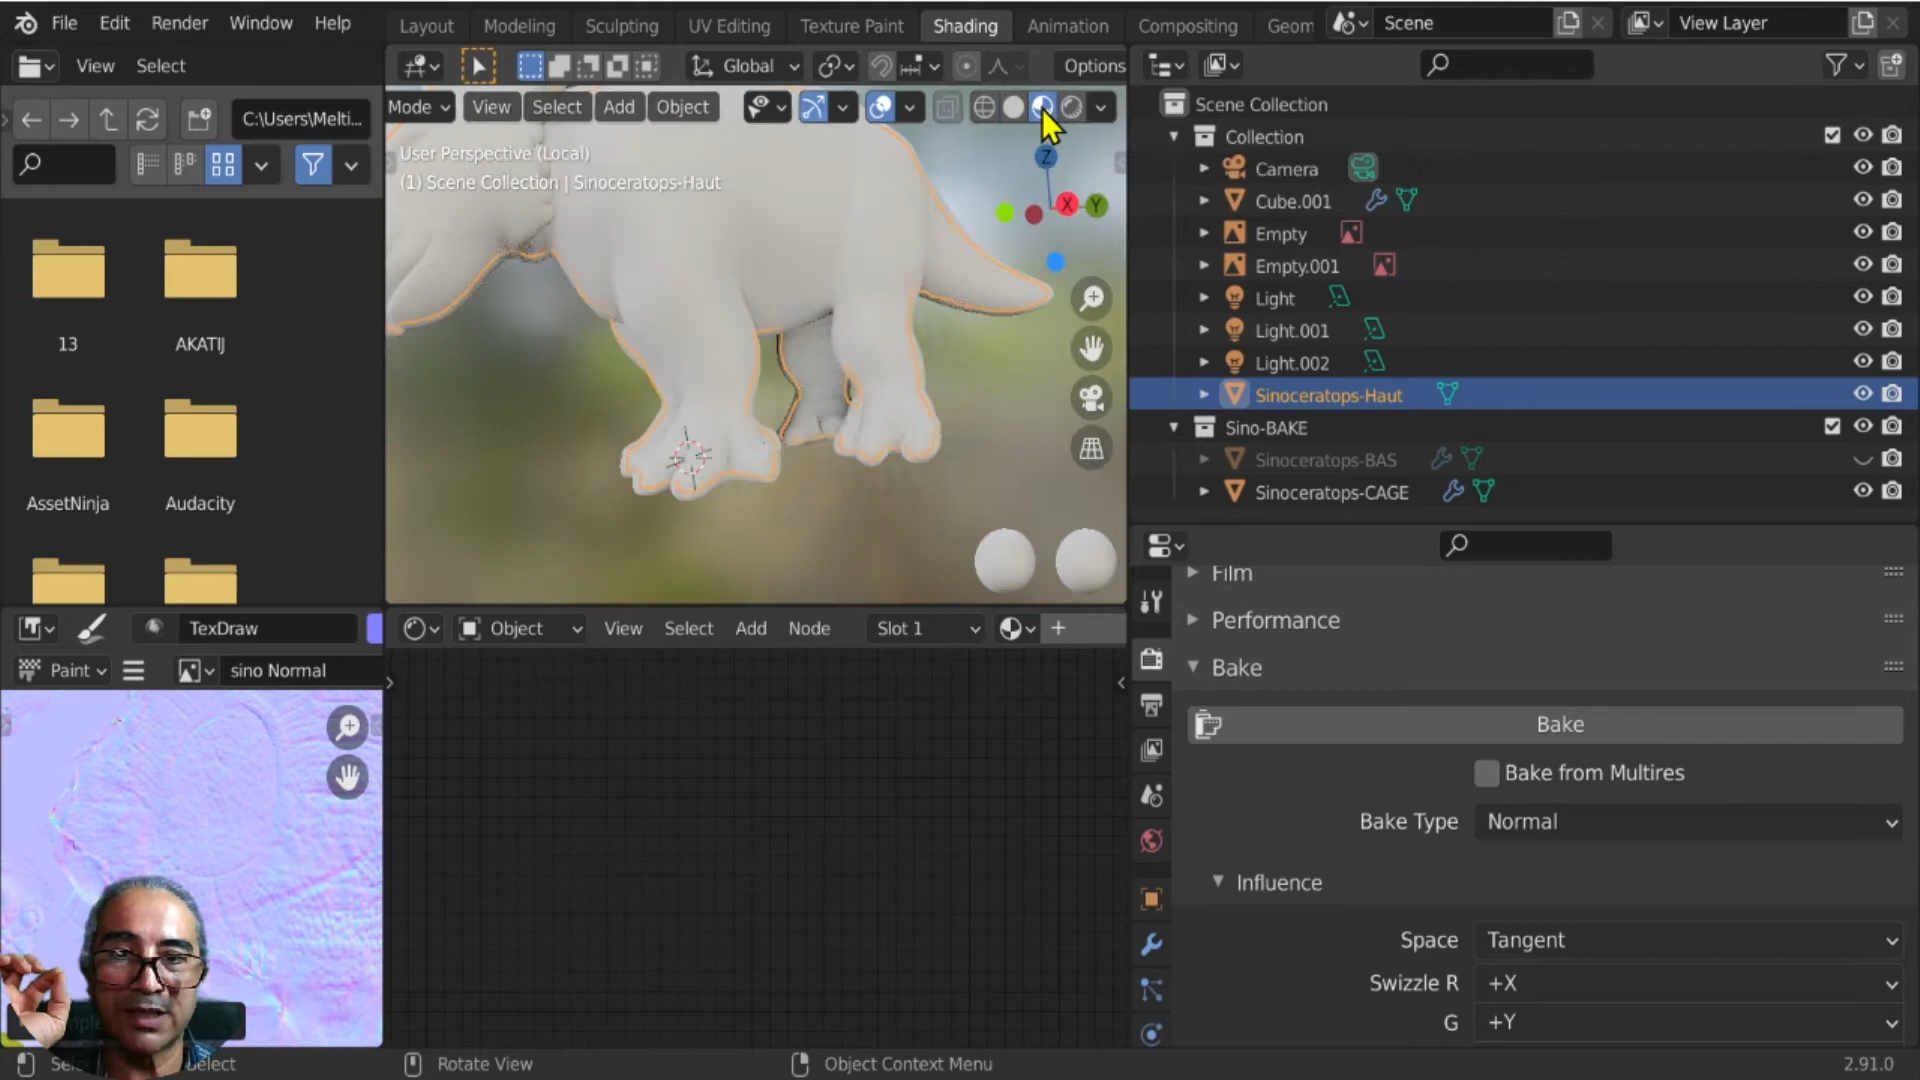 File Edit Render Window Help
Layout Modeling Sculpting UV Editing Texture Paint Shading Animation Compositing Geom
Scene
View Layer
View Select
Global
Options
C:\Users\Melti...
Mode View Select Add Object
User Perspective (Local)
(1) Scene Collection | Sinoceratops-Haut
Z
X
Y
13
AKATIJ
AssetNinja
Audacity
Scene Collection
Collection
Camera
Cube.001
Empty
Empty.001
Light
Light.001
Light.002
Sinoceratops-Haut
Sino-BAKE
Sinoceratops-BAS
Sinoceratops-CAGE
TexDraw
Paint
sino Normal
Object View Select Add Node Slot 1
Film
Performance
Bake
Bake
Bake from Multires
Bake Type Normal
Influence
Space Tangent
Swizzle R +X
G +Y
Rotate View
Object Context Menu
2.91.0